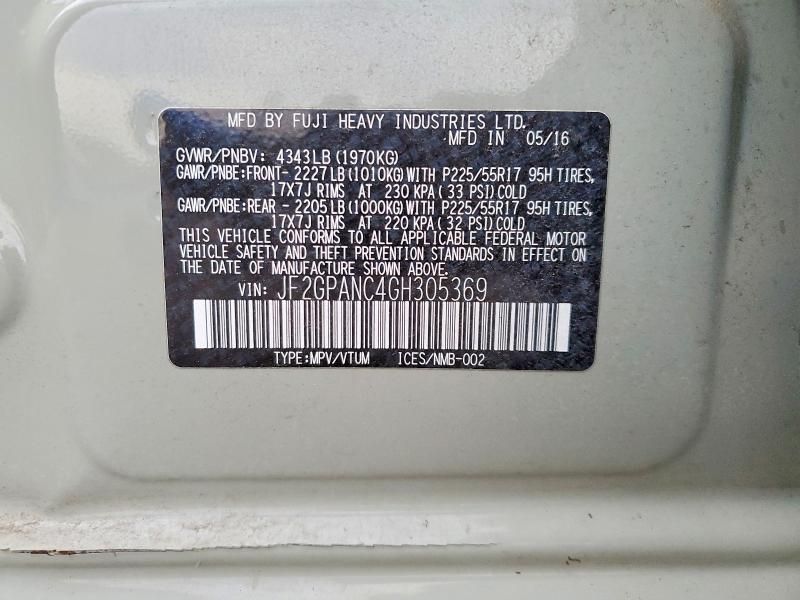 MFD BY FUJI HEAVY INDUSTRIES LTD.
MFD IN 05/16
GVWR/PNBV: 4343LB (1970KG)
GAWR/PNBE:FRONT- 2227LB (1010KG) WITH P225/55R17 95H TIRES,
17X7J RIMS AT 230 KPA ( 33 PSI) COLD
GAWR/PNBE:REAR - 2205LB (1000KG) WITH P225/55R17 95H TIRES,
17X7J RIMS AT 220 KPA ( 32 PSI) COLD
THIS VEHICLE CONFORMS TO ALL APPLICABLE FEDERAL MOTOR
VEHICLE SAFETY AND THEFT PREVENTION STANDARDS IN EFFECT ON
THE DATE OF MANUFACTURE SHOWN ABOVE.
VIN: JF2GPANC4GH305369
TYPE:MPV/VTUM ICES/NMB-002